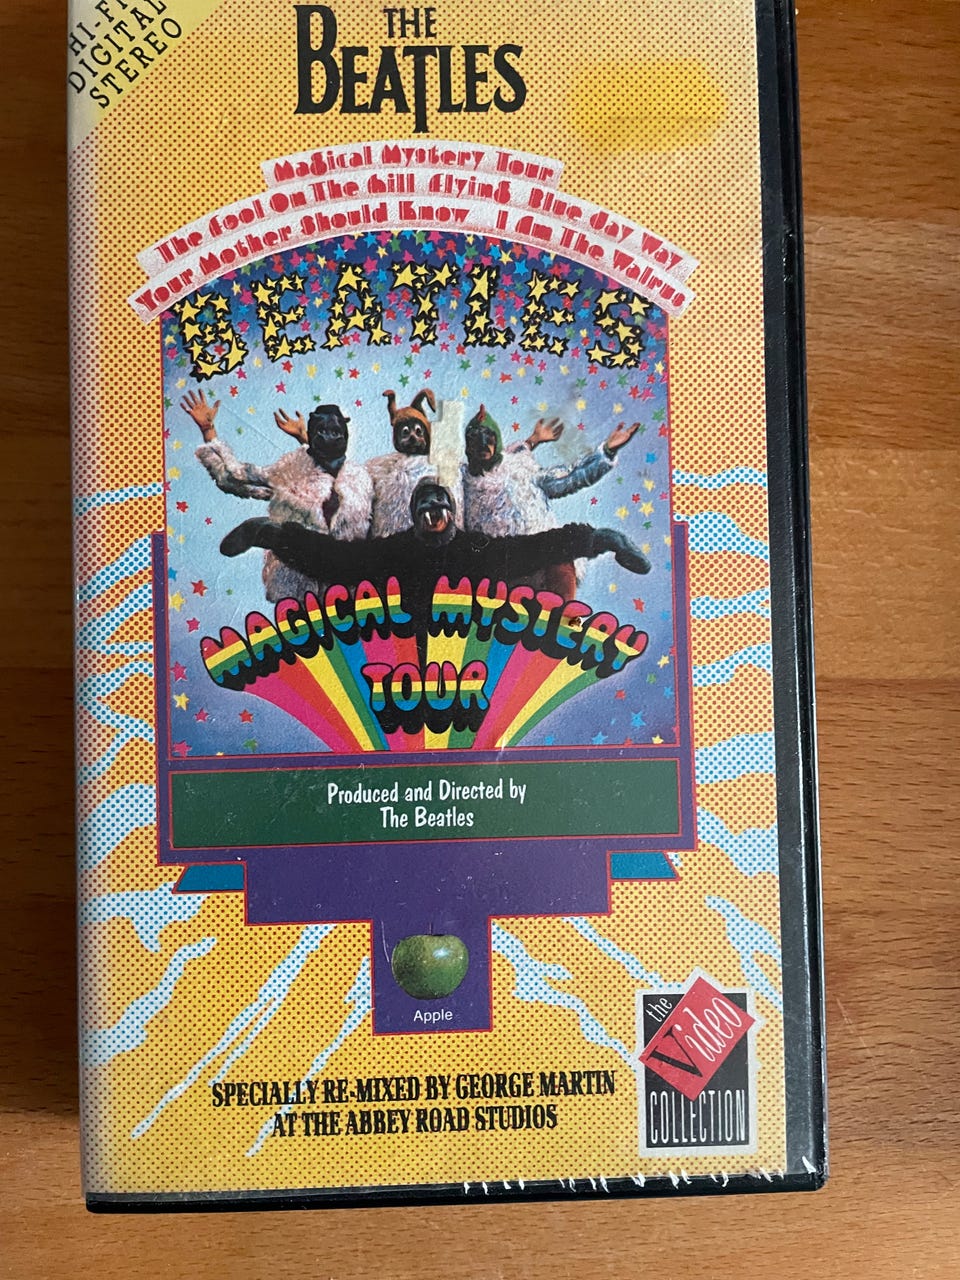 HI-FI
DIGITAL
STEREO
THE
BEATLES
Magical Mystery Tour
The Fool On The Hill Flying Blue Jay Way
Your Mother Should Know I Am The Walrus
BEATLES
MAGICAL MYSTERY
TOUR
Produced and Directed by
The Beatles
Apple
the
Video
COLLECTION
SPECIALLY RE-MIXED BY GEORGE MARTIN
AT THE ABBEY ROAD STUDIOS